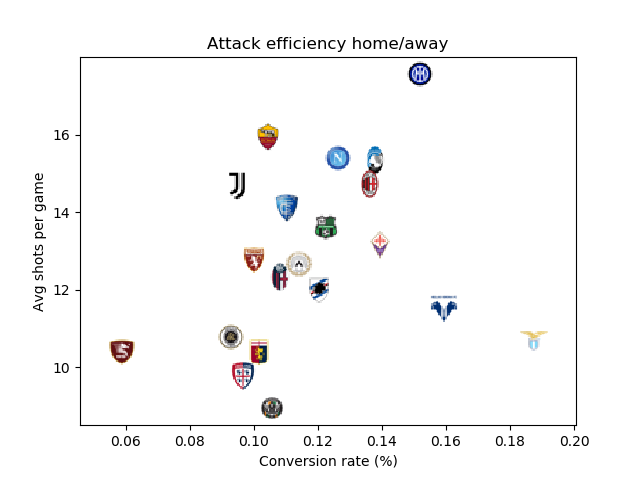 Attack efficiency home/away
Avg shots per game
16
14
12
10
0.06 0.08 0.10 0.12 0.14 0.16 0.18 0.20
Conversion rate (%)